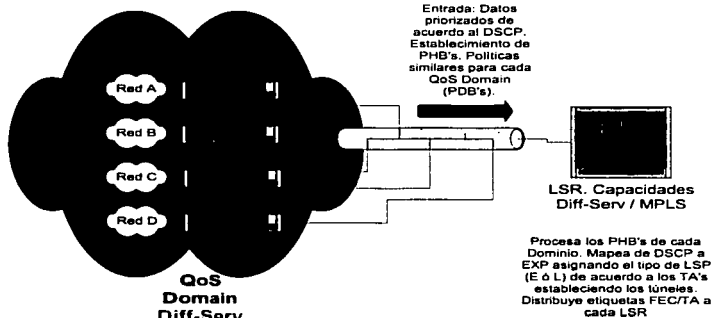 Entrada: Datos
priorizados de
acuerdo al DSCP.
Establecimiento de
PHB's. Políticas
similares para cada
QoS Domain
(PDB's).
Red A
Red B
Red C
Red D
QoS
Domain
Diff-Serv
LSR. Capacidades
Diff-Serv / MPLS
Procesa los PHB's de cada
Dominio. Mapea de DSCP a
EXP asignando el tipo de LSP
(E ó L) de acuerdo a los TA's
estableciendo los túneles.
Distribuye etiquetas FEC/TA a
cada LSR